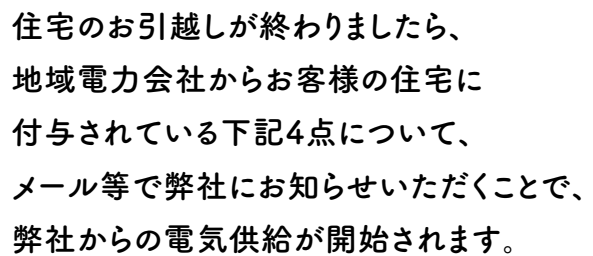 住宅のお引越しが終わりましたら、
地域電力会社からお客様の住宅に
付与されている下記4点について、
メール等で弊社にお知らせいただくことで、
弊社からの電気供給が開始されます。